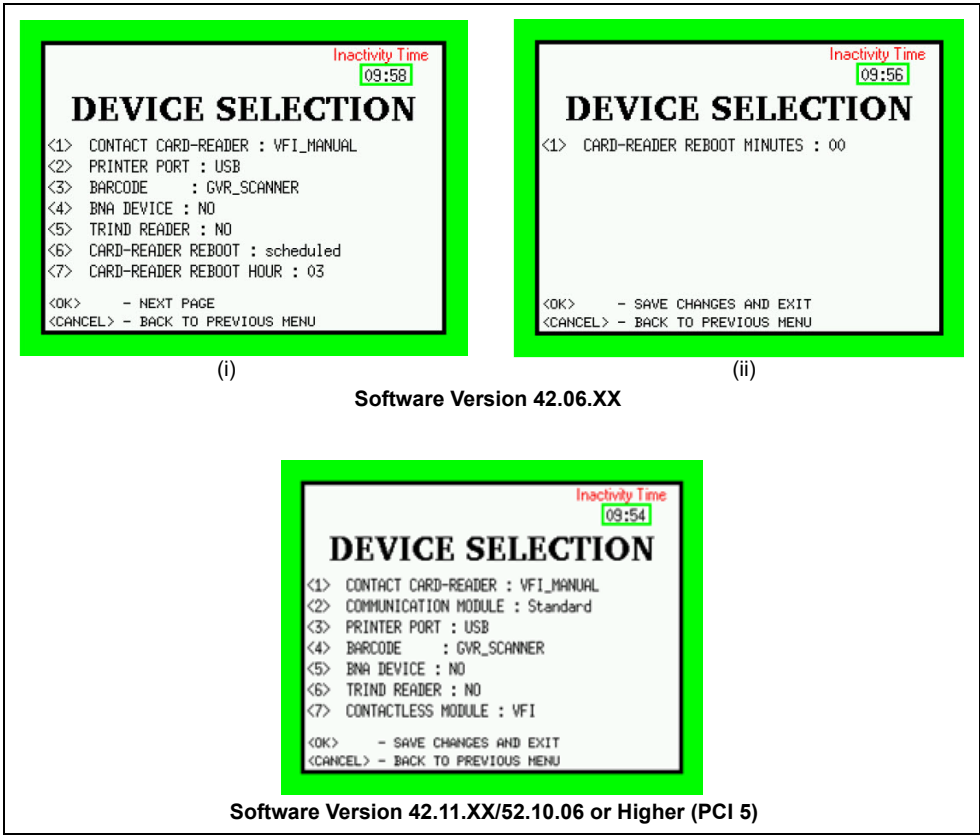 Inactivity Time
09:58
DEVICE SELECTION
<1> CONTACT CARD-READER : VFI_MANUAL
<2> PRINTER PORT : USB
<3> BARCODE : GVR_SCANNER
<4> BNA DEVICE : NO
<5> TRIND READER : NO
<6> CARD-READER REBOOT : scheduled
<7> CARD-READER REBOOT HOUR : 03
<OK> - NEXT PAGE
<CANCEL> - BACK TO PREVIOUS MENU
(i)
Inactivity Time
09:56
DEVICE SELECTION
<1> CARD-READER REBOOT MINUTES : 00
<OK> - SAVE CHANGES AND EXIT
<CANCEL> - BACK TO PREVIOUS MENU
(ii)
Software Version 42.06.XX
Inactivity Time
09:54
DEVICE SELECTION
<1> CONTACT CARD-READER : VFI_MANUAL
<2> COMMUNICATION MODULE : Standard
<3> PRINTER PORT : USB
<4> BARCODE : GVR_SCANNER
<5> BNA DEVICE : NO
<6> TRIND READER : NO
<7> CONTACTLESS MODULE : VFI
<OK> - SAVE CHANGES AND EXIT
<CANCEL> - BACK TO PREVIOUS MENU
Software Version 42.11.XX/52.10.06 or Higher (PCI 5)